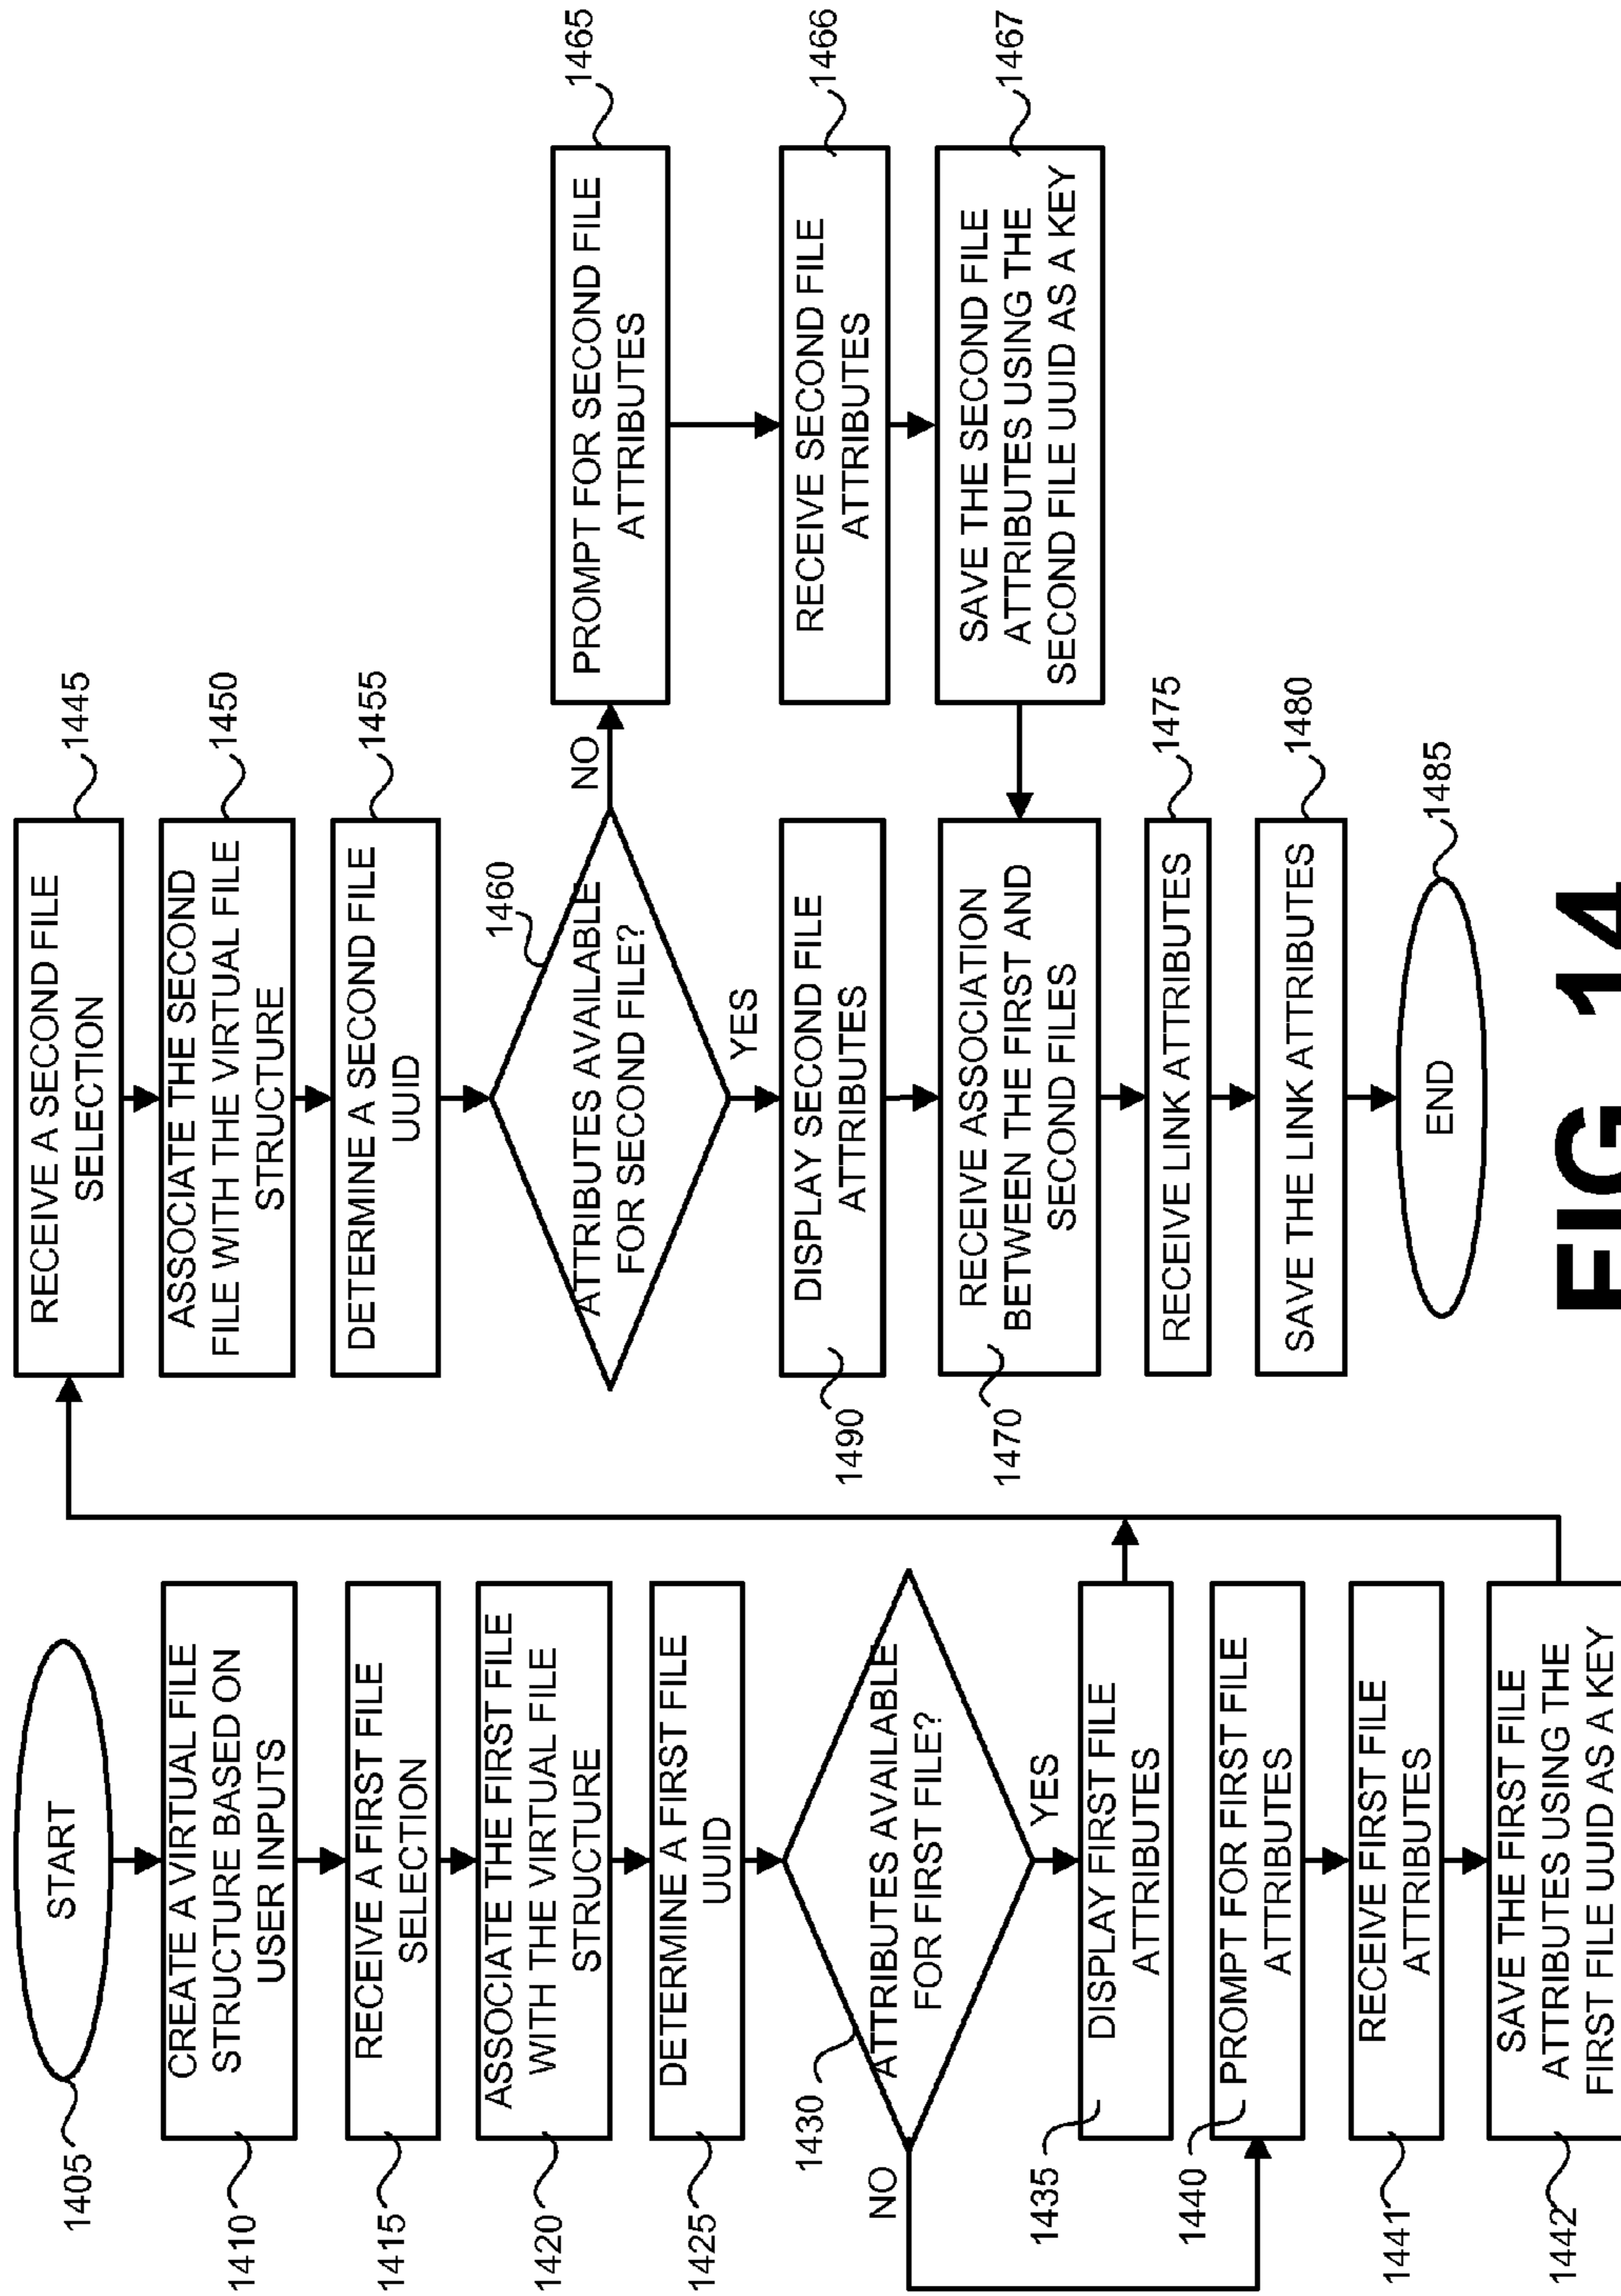 START
1405
CREATE A VIRTUAL FILE
STRUCTURE BASED ON
USER INPUTS
1410
RECEIVE A FIRST FILE
SELECTION
1415
ASSOCIATE THE FIRST FILE
WITH THE VIRTUAL FILE
STRUCTURE
1420
DETERMINE A FIRST FILE
UUID
1425
ATTRIBUTES AVAILABLE
FOR FIRST FILE?
1430
NO
YES
DISPLAY FIRST FILE
ATTRIBUTES
1435
PROMPT FOR FIRST FILE
ATTRIBUTES
1440
RECEIVE FIRST FILE
ATTRIBUTES
1441
SAVE THE FIRST FILE
ATTRIBUTES USING THE
FIRST FILE UUID AS A KEY
1442
RECEIVE A SECOND FILE
SELECTION
1445
ASSOCIATE THE SECOND
FILE WITH THE VIRTUAL FILE
STRUCTURE
1450
DETERMINE A SECOND FILE
UUID
1455
ATTRIBUTES AVAILABLE
FOR SECOND FILE?
1460
NO
YES
PROMPT FOR SECOND FILE
ATTRIBUTES
1465
RECEIVE SECOND FILE
ATTRIBUTES
1466
SAVE THE SECOND FILE
ATTRIBUTES USING THE
SECOND FILE UUID AS A KEY
1467
DISPLAY SECOND FILE
ATTRIBUTES
1490
RECEIVE ASSOCIATION
BETWEEN THE FIRST AND
SECOND FILES
1470
RECEIVE LINK ATTRIBUTES
1475
SAVE THE LINK ATTRIBUTES
1480
END
1485
FIG 14